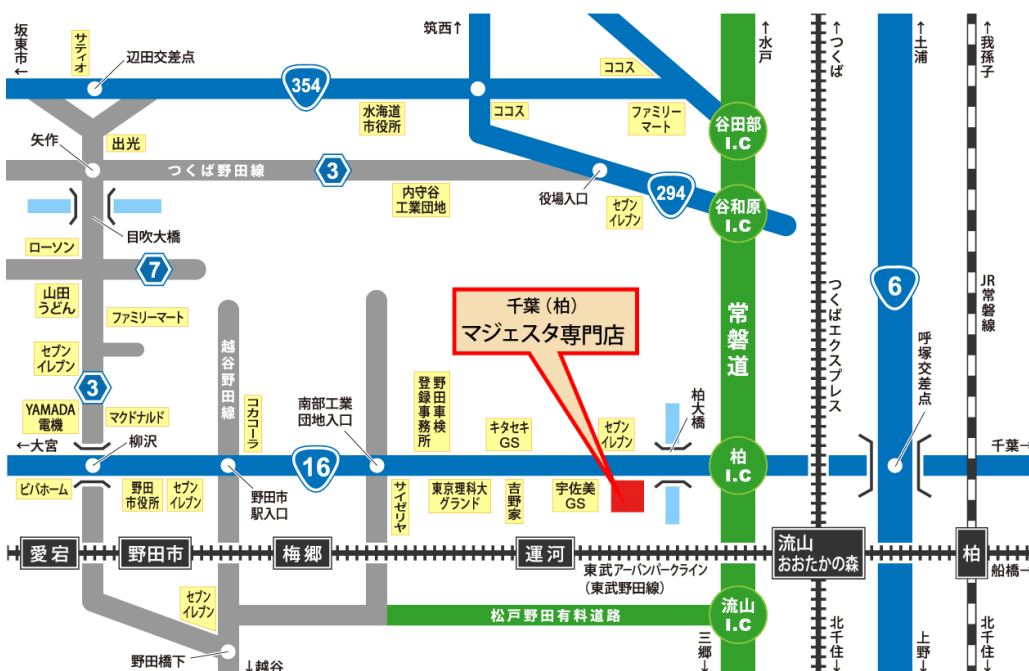 坂東市←
サティオ
辺田交差点
354
筑西↑
ココス
↑水戸
↑つくば
↑土浦
↑我孫子
水海道
市役所
ココス
ファミリー
マート
谷田部
I.C
矢作
出光
つくば野田線
3
内守谷
工業団地
役場入口
294
セブン
イレブン
谷和原
I.C
目吹大橋
ローソン
7
山田
うどん
ファミリーマート
セブン
イレブン
3
YAMADA
電機
マクドナルド
←大宮
柳沢
越谷野田線
コカコーラ
南部工業
団地入口
野田車検
登録事務所
千葉（柏）
マジェスタ専門店
キタセキ
GS
セブン
イレブン
柏大橋
常磐道
つくばエクスプレス
6
呼塚交差点
JR常磐線
千葉→
16
柏
I.C
ビバホーム
野田
市役所
セブン
イレブン
野田市
駅入口
サイゼリヤ
東京理科大
グランド
吉野家
宇佐美
GS
愛宕
野田市
梅郷
運河
流山
おおたかの森
柏
船橋→
東武アーバンパークライン
（東武野田線）
セブン
イレブン
松戸野田有料道路
流山
I.C
野田橋下
↓越谷
三郷↓
北千住↓
上野↓
北千住↓